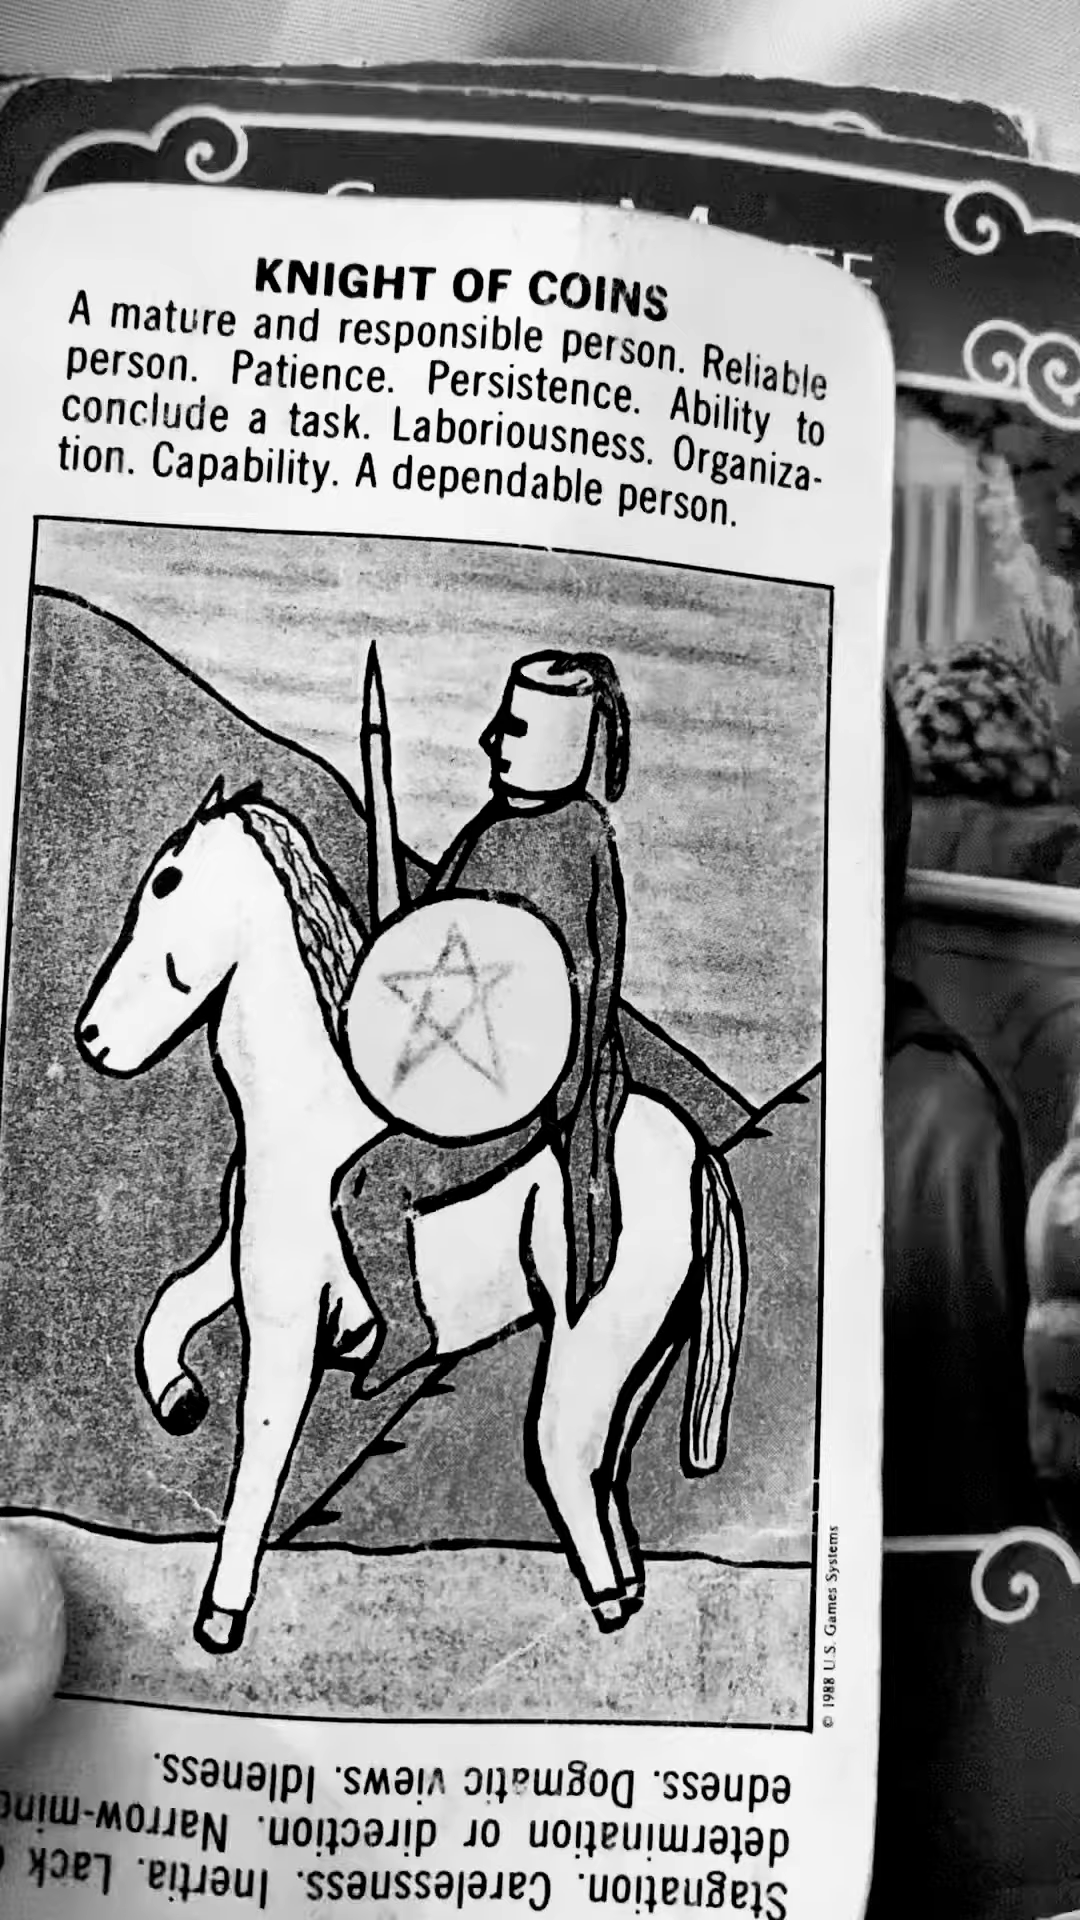 KNIGHT OF COINS
A mature and responsible person. Reliable
person. Patience. Persistence. Ability to
conclude a task. Laboriousness. Organiza-
tion. Capability. A dependable person.
© 1988 U.S. Games Systems
Stagnation. Carelessness. Inertia. Lack
determination or direction. Narrow-mind
edness. Dogmatic views. Idleness.